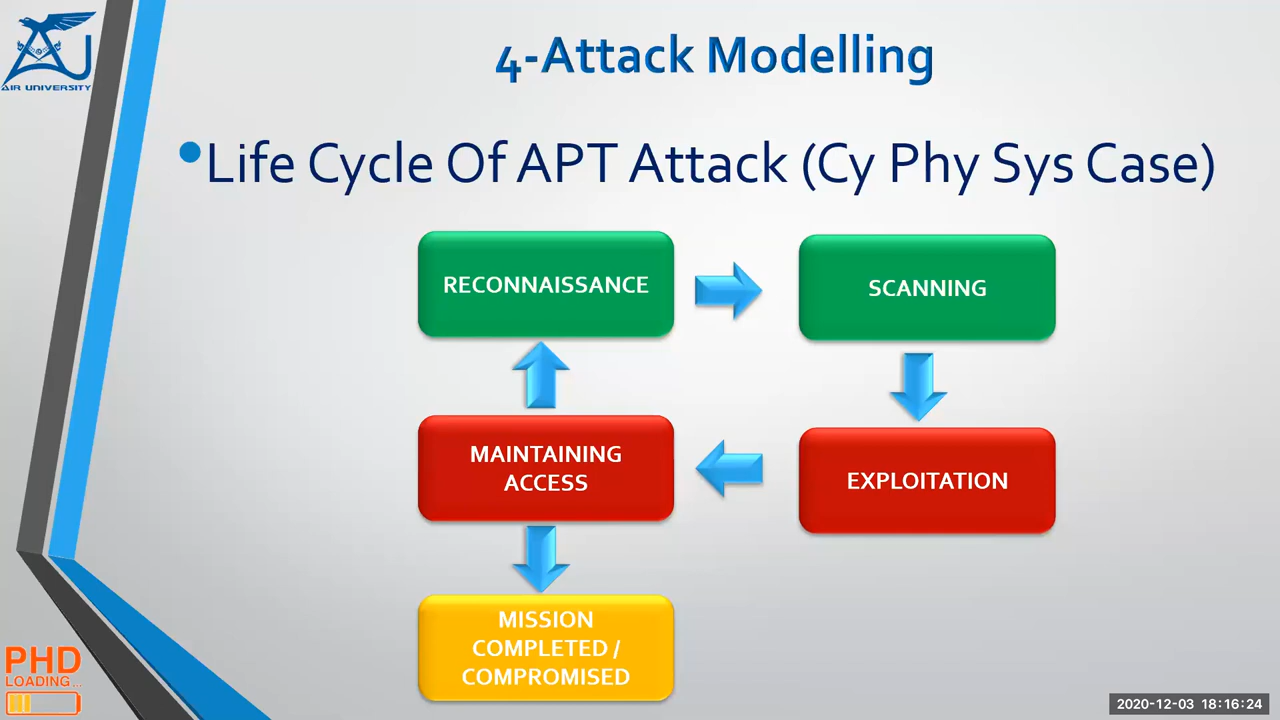 AIR UNIVERSITY
4-Attack Modelling
•Life Cycle Of APT Attack (Cy Phy Sys Case)
RECONNAISSANCE
SCANNING
MAINTAINING
ACCESS
EXPLOITATION
MISSION
COMPLETED /
COMPROMISED
PHD
LOADING...
2020-12-03 18:16:24